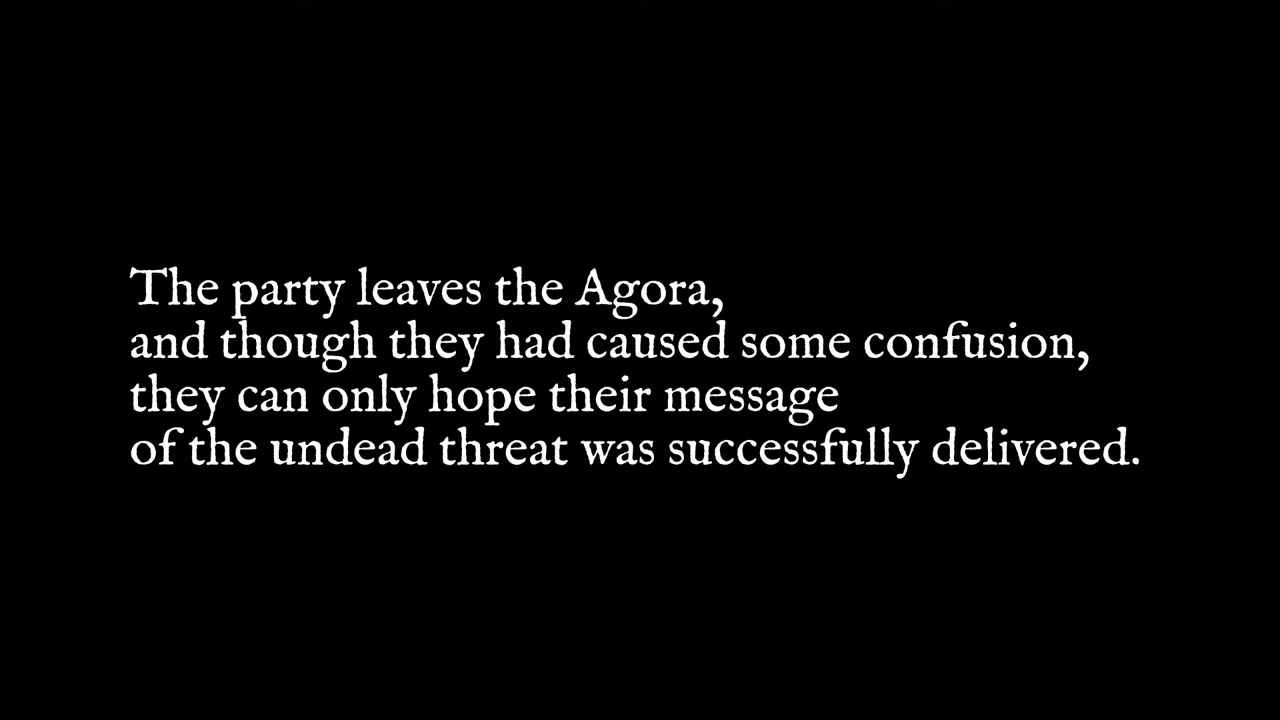 The party leaves the Agora,
and though they had caused some confusion,
they can only hope their message
of the undead threat was successfully delivered.